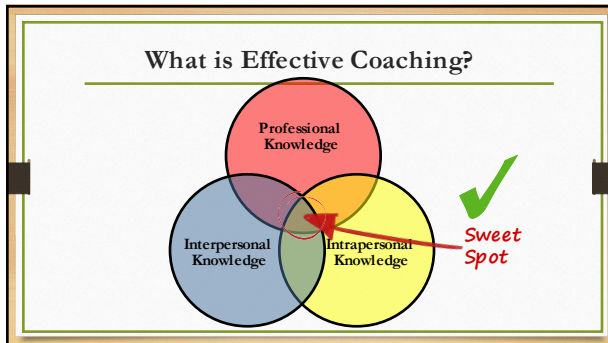 What is Effective Coaching?
Professional
Knowledge
Interpersonal
Knowledge
Intrapersonal
Knowledge
Sweet
Spot